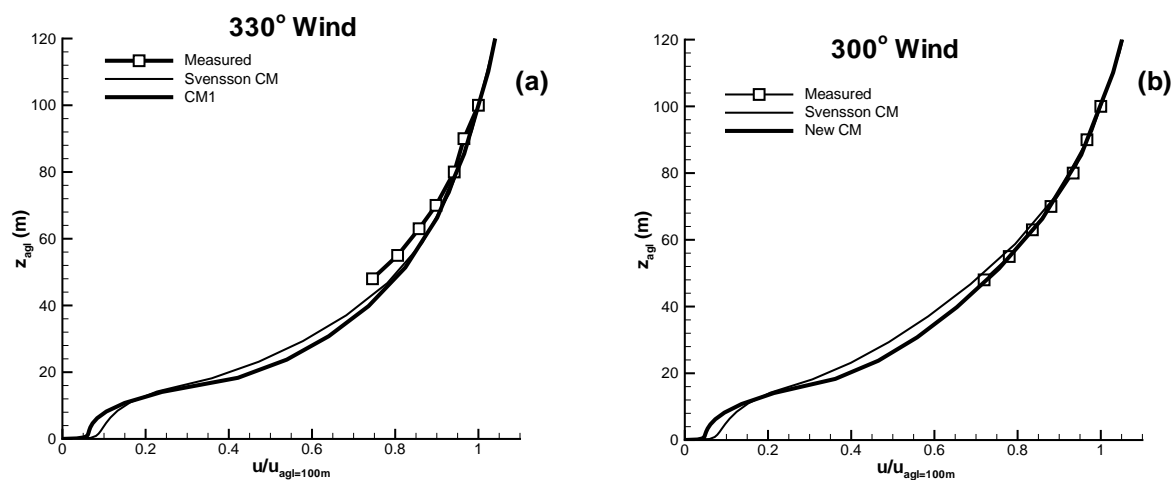 330° Wind
Measured
Svensson CM
CM1
(a)
120
100
80
60
40
20
0
z_agl (m)
0
0.2
0.4
0.6
0.8
1
u/u_agl=100m
300° Wind
Measured
Svensson CM
New CM
(b)
120
100
80
60
40
20
0
z_agl (m)
0
0.2
0.4
0.6
0.8
1
u/u_agl=100m